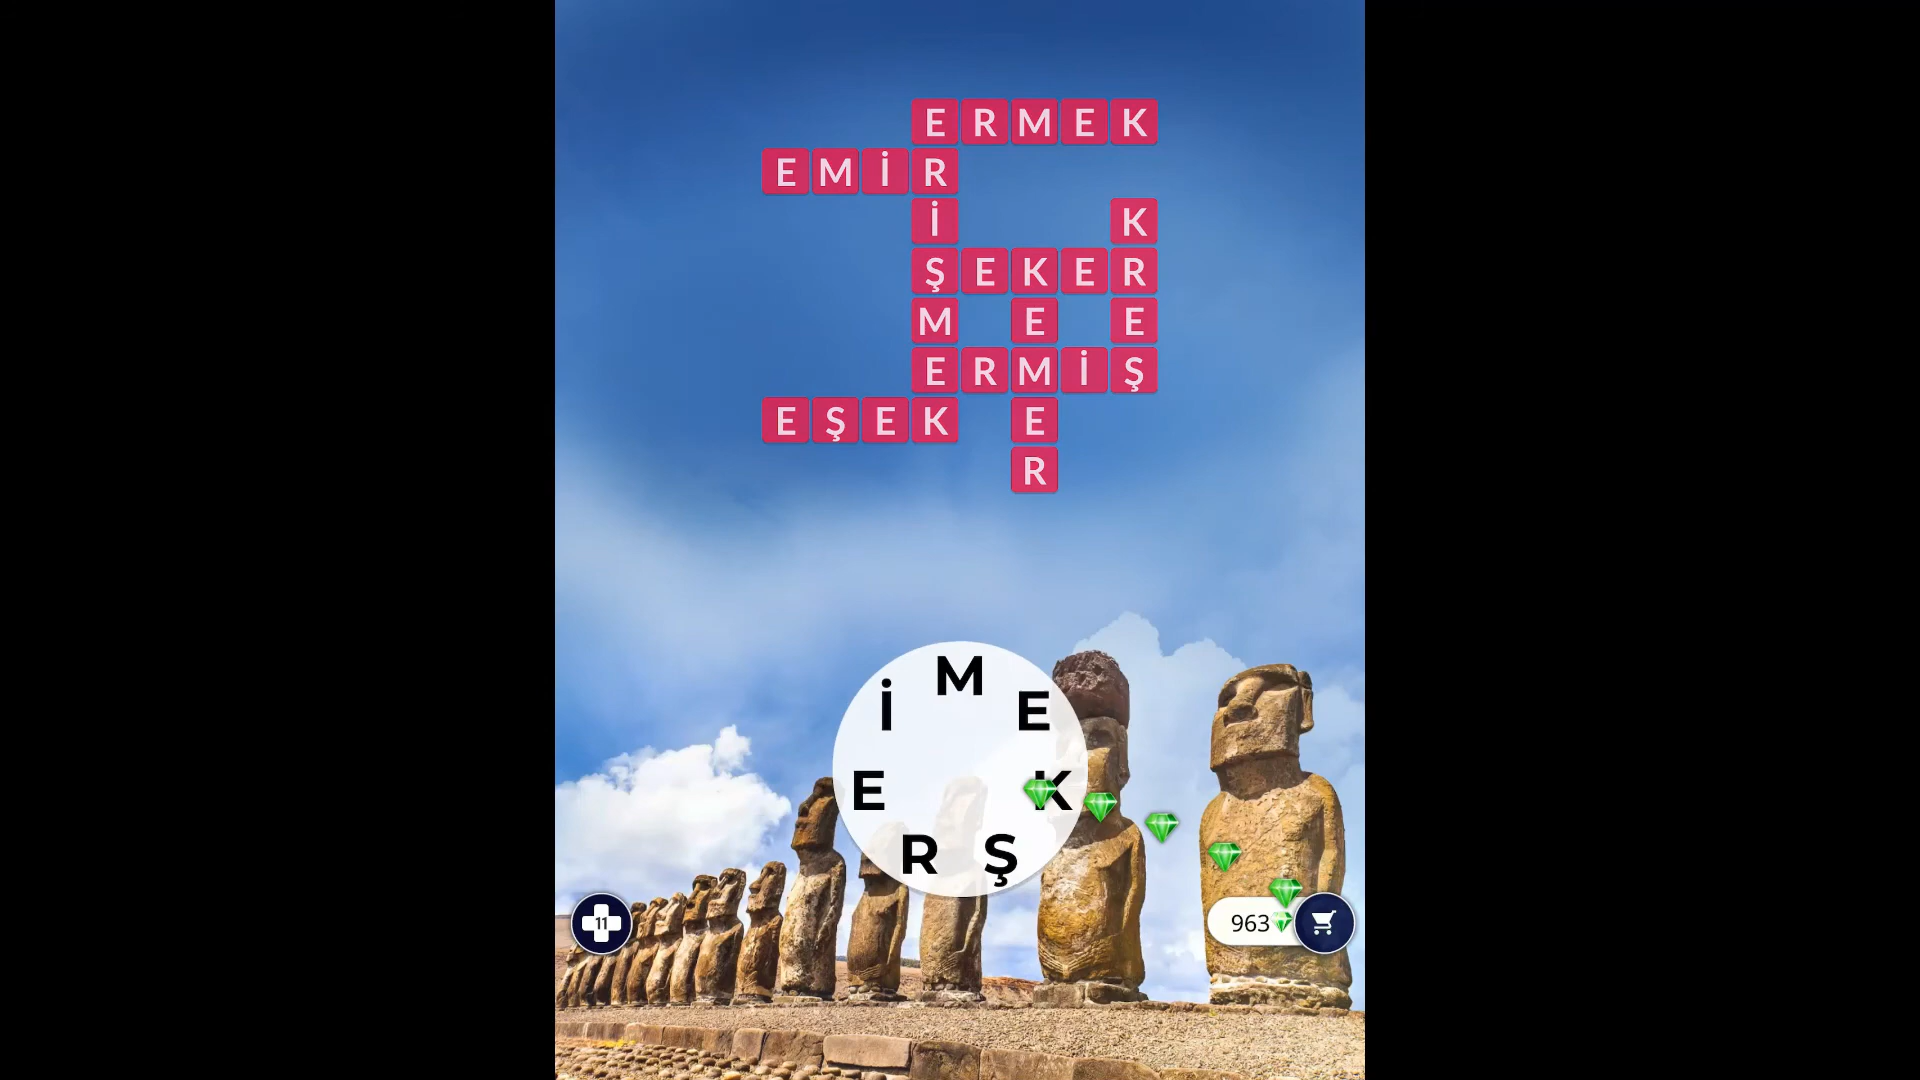 ERMEK
EMİR
İ K
ŞEKER
M E E
ERMİŞ
EŞEK E
R
M
İ E
E K
R Ş
11
963